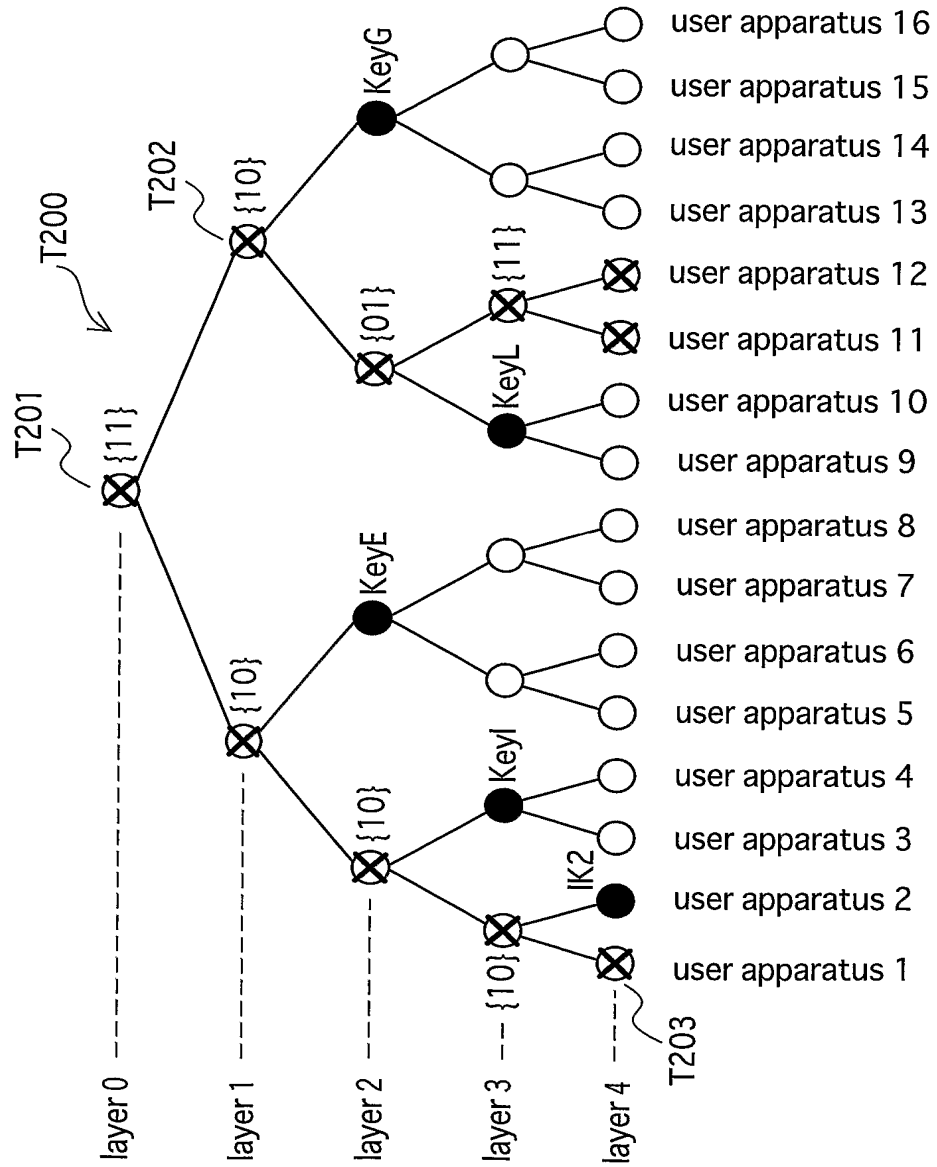 T200
T201
{11}
T202
{10}
{10}
KeyG
{01}
KeyE
{10}
{11}
KeyL
KeyI
{10}
IK2
T203
layer 0
layer 1
layer 2
layer 3
layer 4
user apparatus 1
user apparatus 2
user apparatus 3
user apparatus 4
user apparatus 5
user apparatus 6
user apparatus 7
user apparatus 8
user apparatus 9
user apparatus 10
user apparatus 11
user apparatus 12
user apparatus 13
user apparatus 14
user apparatus 15
user apparatus 16